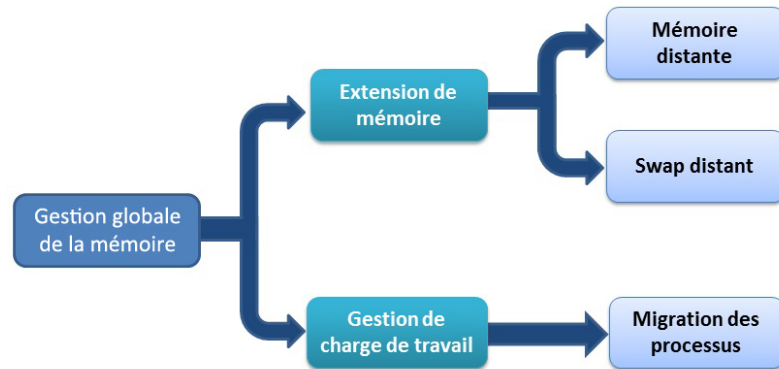 Mémoire
distante
Extension de
mémoire
Swap distant
Gestion globale
de la mémoire
Gestion de
charge de travail
Migration des
processus